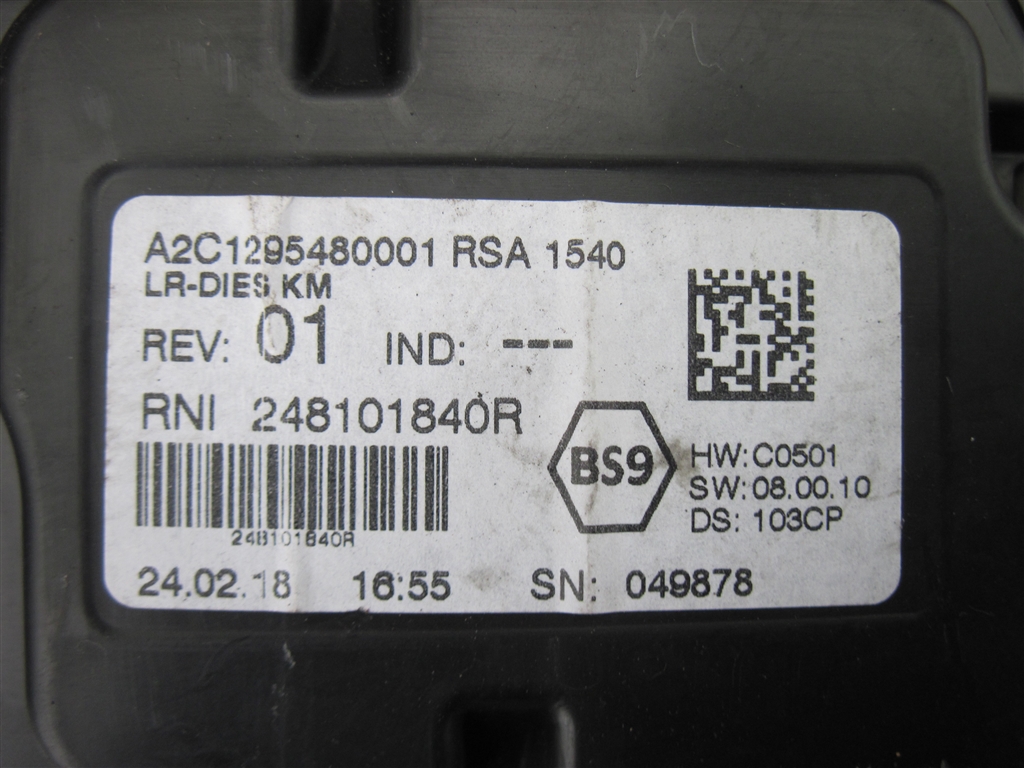 A2C1295480001 RSA 1540
LR-DIES KM
REV: 01 IND: ---
RNI 248101840R
BS9
HW: C0501
SW: 08.00.10
DS: 103CP
248101840R
24.02.18 16:55 SN: 049878